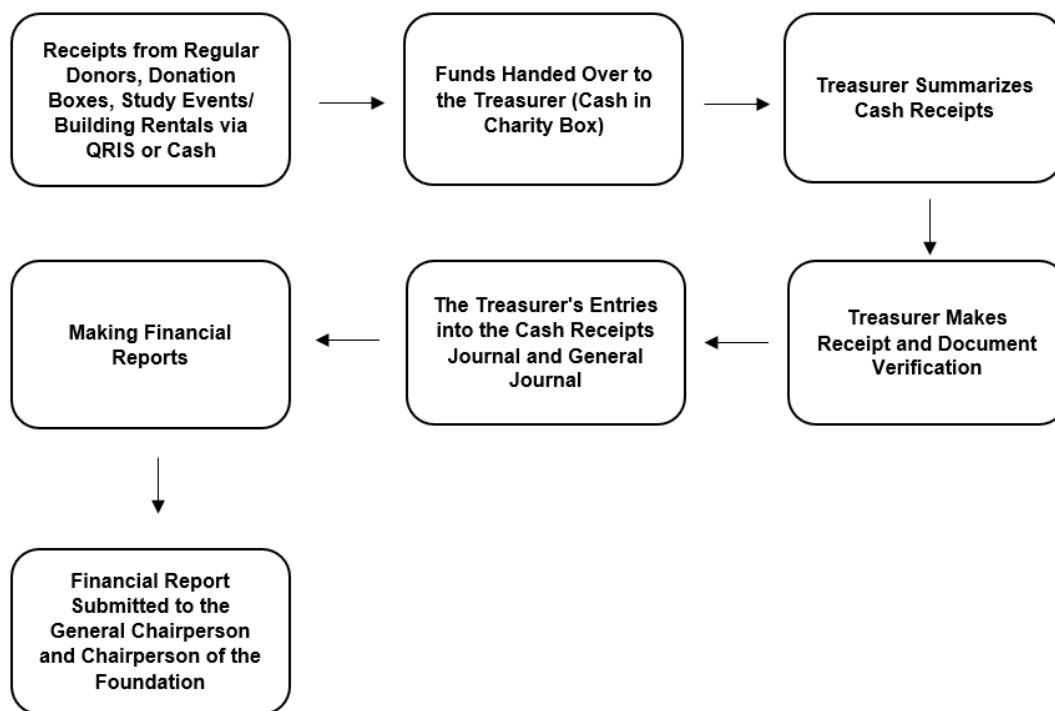 Receipts from Regular
Donors, Donation
Boxes, Study Events/
Building Rentals via
QRIS or Cash
Funds Handed Over to
the Treasurer (Cash in
Charity Box)
Treasurer Summarizes
Cash Receipts
Treasurer Makes
Receipt and Document
Verification
The Treasurer's Entries
into the Cash Receipts
Journal and General
Journal
Making Financial
Reports
Financial Report
Submitted to the
General Chairperson
and Chairperson of the
Foundation